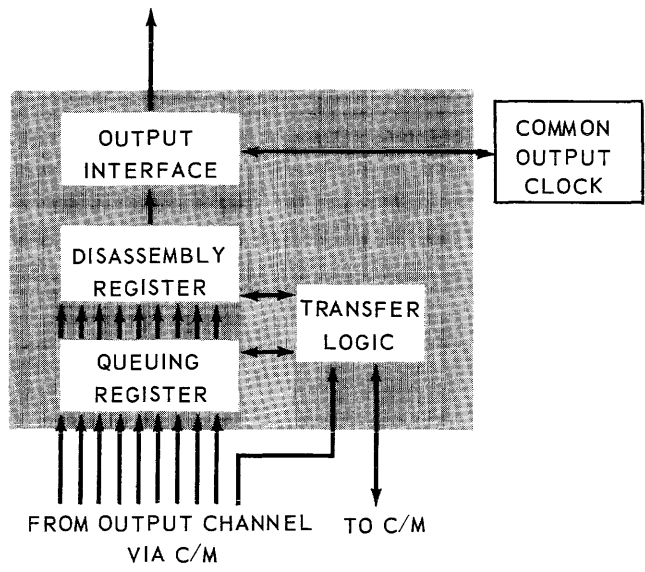 OUTPUT
INTERFACE
COMMON
OUTPUT
CLOCK
DISASSEMBLY
REGISTER
TRANSFER
LOGIC
QUEUING
REGISTER
FROM OUTPUT CHANNEL
VIA C/M
TO C/M